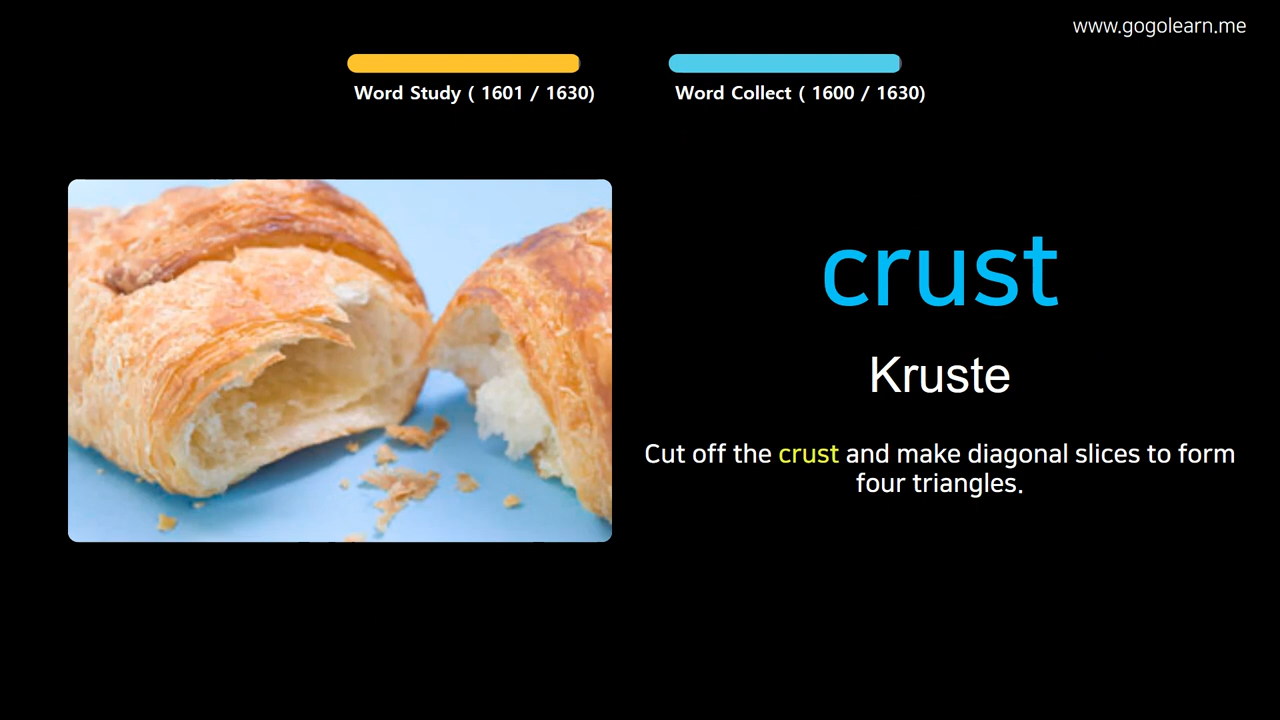 www.gogolearn.me
Word Study ( 1601 / 1630)
Word Collect ( 1600 / 1630)
crust
Kruste
Cut off the crust and make diagonal slices to form
four triangles.